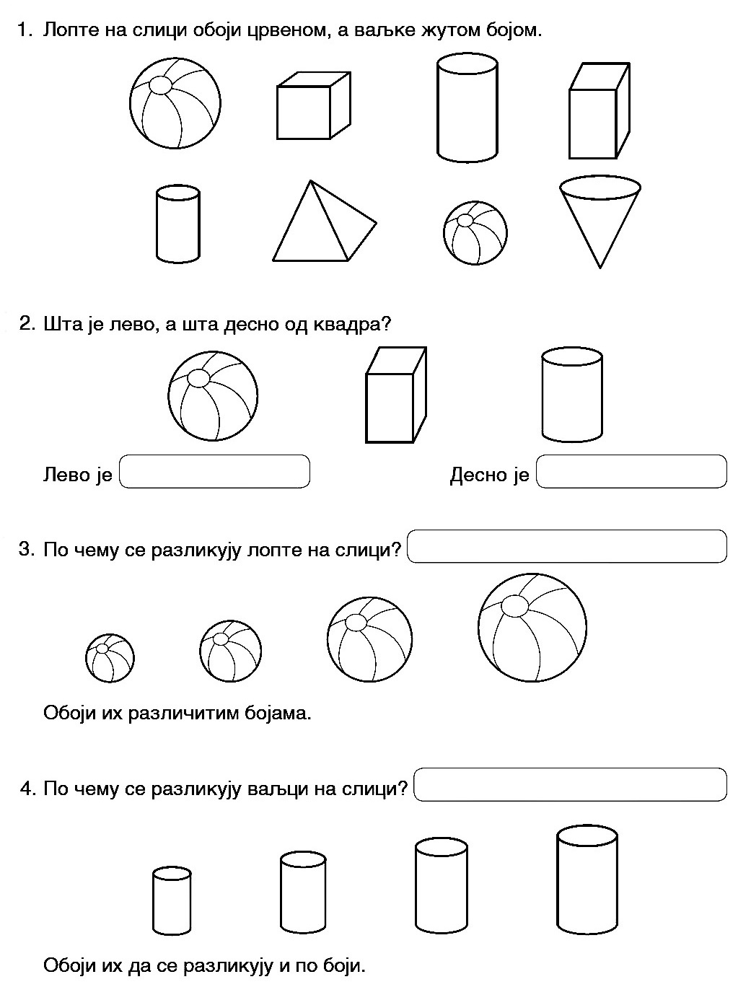 1. Лопте на слици обоји црвеном, а ваљке жутом бојом.
2. Шта је лево, а шта десно од квадра?
Лево је
Десно је
3. По чему се разликују лопте на слици?
Обоји их различитим бојама.
4. По чему се разликују ваљци на слици?
Обоји их да се разликују и по боји.